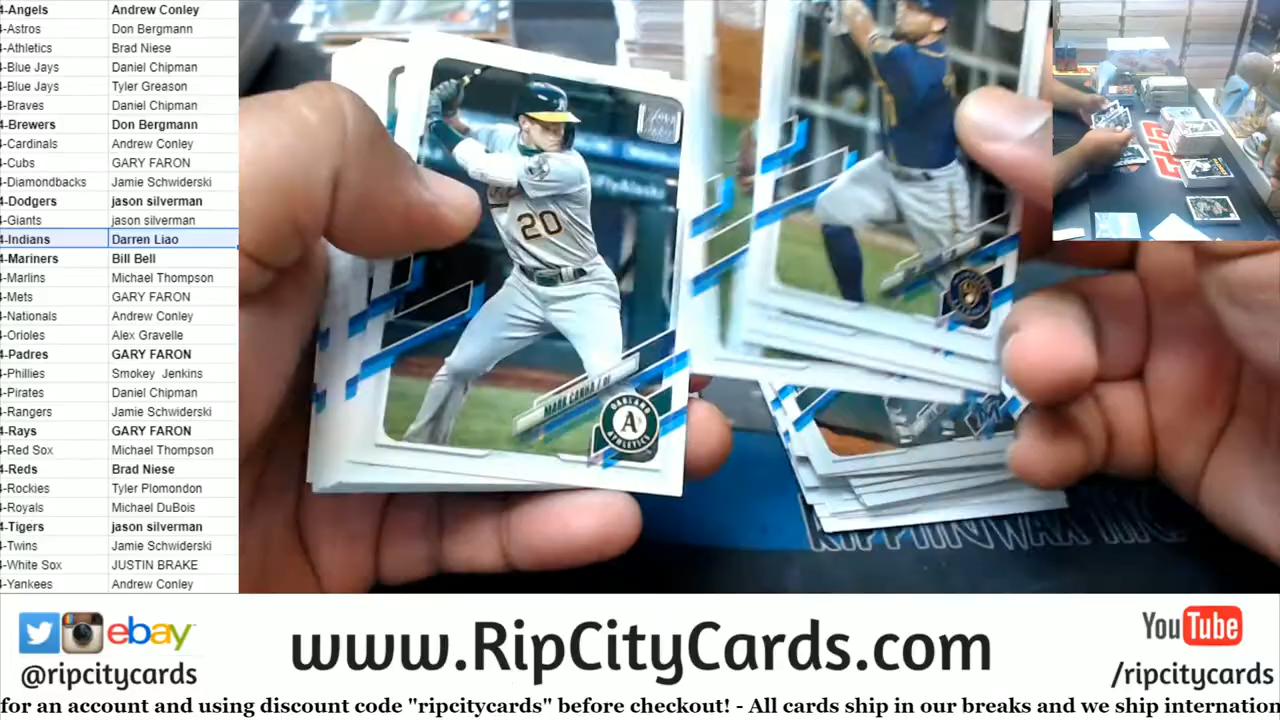 4-Angels Andrew Conley
4-Astros Don Bergmann
4-Athletics Brad Niese
4-Blue Jays Daniel Chipman
4-Blue Jays Tyler Greason
4-Braves Daniel Chipman
4-Brewers Don Bergmann
4-Cardinals Andrew Conley
4-Cubs GARY FARON
4-Diamondbacks Jamie Schwiderski
4-Dodgers jason silverman
4-Giants jason silverman
4-Indians Darren Liao
4-Mariners Bill Bell
4-Marlins Michael Thompson
4-Mets GARY FARON
4-Nationals Andrew Conley
4-Orioles Alex Gravelle
4-Padres GARY FARON
4-Phillies Smokey Jenkins
4-Pirates Daniel Chipman
4-Rangers Jamie Schwiderski
4-Rays GARY FARON
4-Red Sox Michael Thompson
4-Reds Brad Niese
4-Rockies Tyler Plomondon
4-Royals Michael DuBois
4-Tigers jason silverman
4-Twins Jamie Schwiderski
4-White Sox JUSTIN BRAKE
4-Yankees Andrew Conley
20
MARK CANHA / OF
OAKLAND
A's
ATHLETICS
RIPPINWAX INC
ebay
@ripcitycards
www.RipCityCards.com
YouTube
/ripcitycards
for an account and using discount code "ripcitycards" before checkout! - All cards ship in our breaks and we ship internation